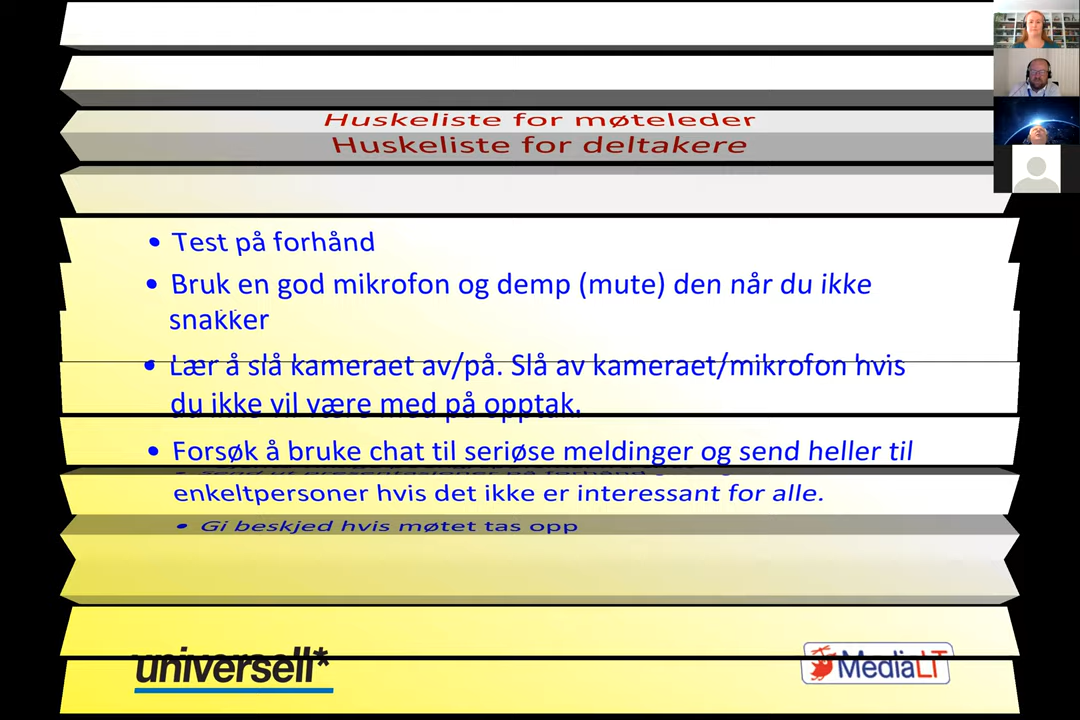 Huskeliste for møteleder
Huskeliste for deltakere
• Test på forhånd
• Bruk en god mikrofon og demp (mute) den når du ikke
snakker
• Lær å slå kameraet av/på. Slå av kameraet/mikrofon hvis
du ikke vil være med på opptak.
• Forsøk å bruke chat til seriøse meldinger og send heller til
enkeltpersoner hvis det ikke er interessant for alle.
• Gi beskjed hvis møtet tas opp
universell*
MediaLT